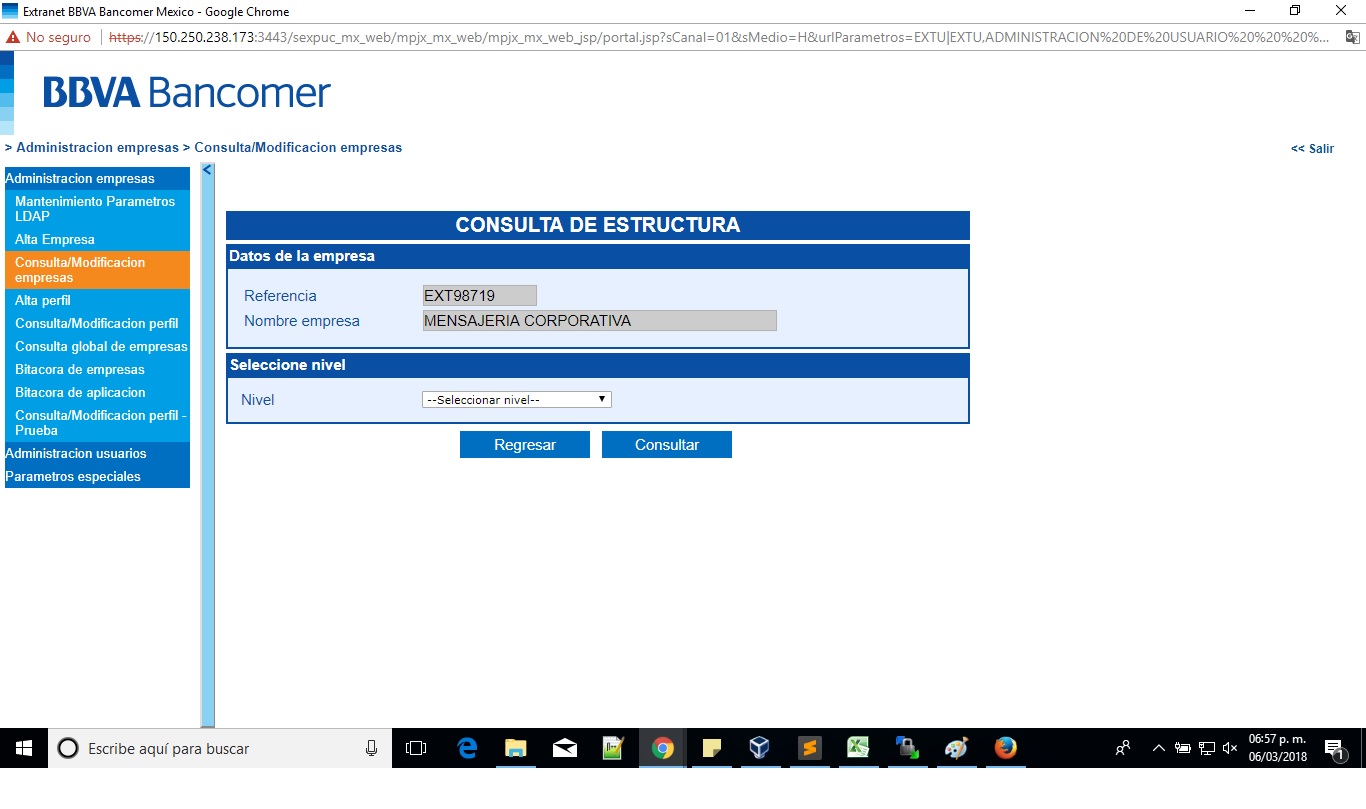 Extranet BBVA Bancomer Mexico - Google Chrome
No seguro | https://150.250.238.173:3443/sexpuc_mx_web/mpjx_mx_web/mpjx_mx_web_jsp/portal.jsp?sCanal=01&sMedio=H&urlParametros=EXTU|EXTU,ADMINISTRACION%20DE%20USUARIO%20%20%20%...
BBVA Bancomer
> Administracion empresas > Consulta/Modificacion empresas
<< Salir
Administracion empresas
Mantenimiento Parametros
LDAP
Alta Empresa
Consulta/Modificacion
empresas
Alta perfil
Consulta/Modificacion perfil
Consulta global de empresas
Bitacora de empresas
Bitacora de aplicacion
Consulta/Modificacion perfil -
Prueba
Administracion usuarios
Parametros especiales
<
CONSULTA DE ESTRUCTURA
Datos de la empresa
Referencia EXT98719
Nombre empresa MENSAJERIA CORPORATIVA
Seleccione nivel
Nivel --Seleccionar nivel--
Regresar Consultar
Escribe aquí para buscar
06:57 p. m.
06/03/2018
1